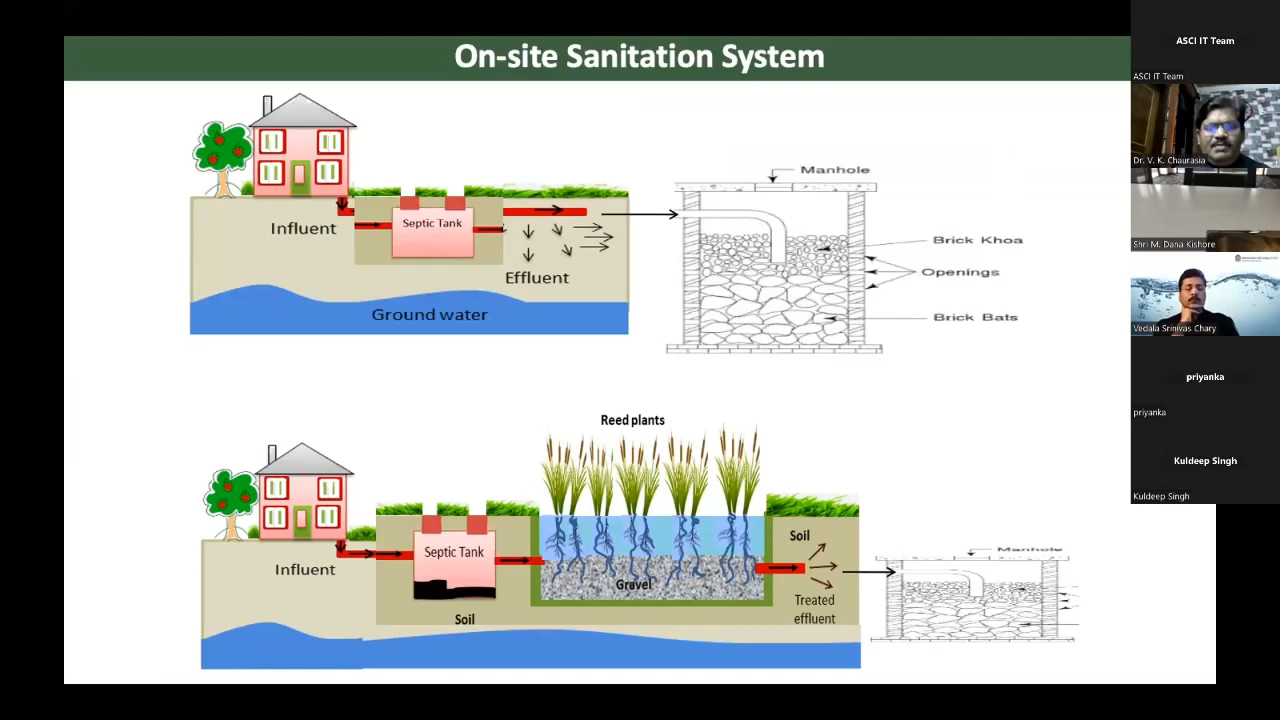 On-site Sanitation System
Influent
Septic Tank
Effluent
Ground water
Manhole
Brick Khoa
Openings
Brick Bats
Reed plants
Influent
Septic Tank
Soil
Gravel
Soil
Treated
effluent
Manhole
ASCI IT Team
ASCI IT Team
Dr. V. K. Chaurasia
Shri M. Dana Kishore
Vedala Srinivas Chary
priyanka
priyanka
Kuldeep Singh
Kuldeep Singh